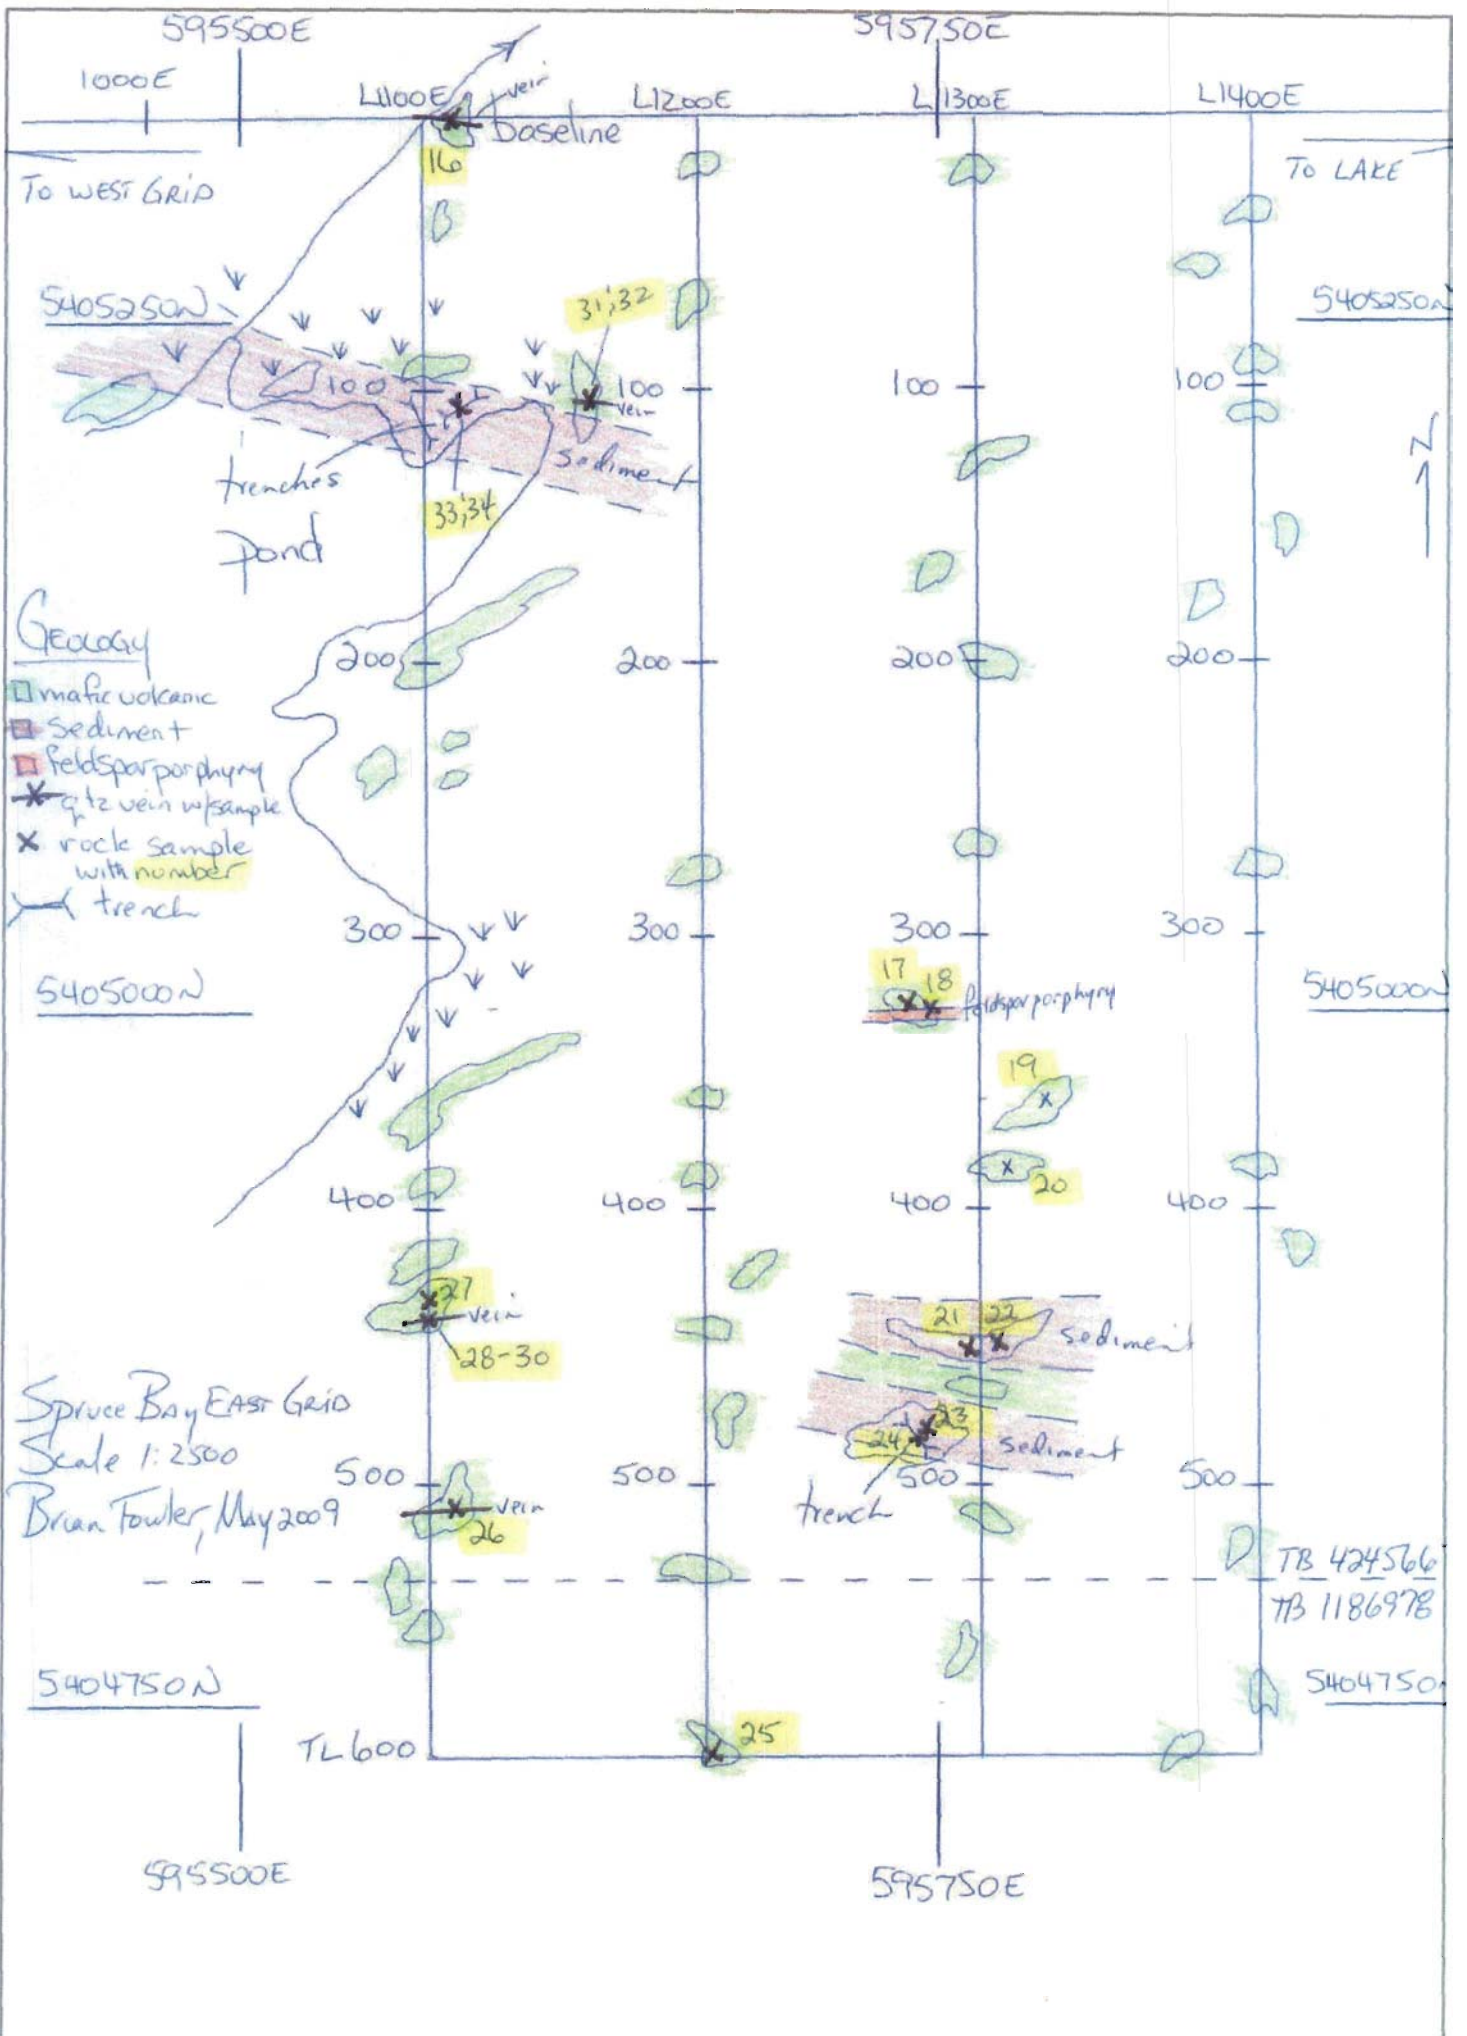 595500E
595750E
1000E
L1100E
vein
L1200E
L1300E
L1400E
baseline
16
To WEST GRID
To LAKE
5405250N
31,32
5405250N
100
100
vein
100
100
N
sediment
trenches
33,34
pond
GEOLOGY
200
200
200
200
mafic volcanic
sediment
feldspar porphyry
qtz vein w/sample
rock sample
with number
trench
300
300
300
300
17
18
5405000N
feldspar porphyry
5405000N
19
20
400
400
400
400
27
vein
28-30
21
22
sediment
Spruce Bay EAST GRID
Scale 1:2500
Brian Fowler, May 2009
23
24
sediment
500
500
500
500
vein
26
trench
TB 424566
TB 1186978
5404750N
5404750
TL 600
25
595500E
595750E